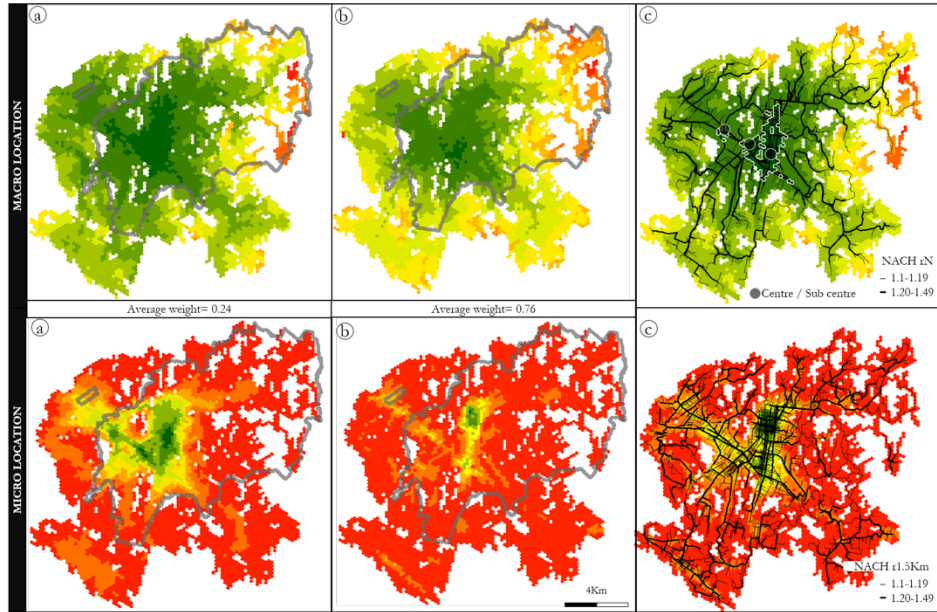 a
b
c
MACRO LOCATION
NACH rN
1.1-1.19
Centre / Sub centre
1.20-1.49
Average weight= 0.24
Average weight= 0.76
a
b
c
MICRO LOCATION
4Km
NACH r1.5Km
1.1-1.19
1.20-1.49